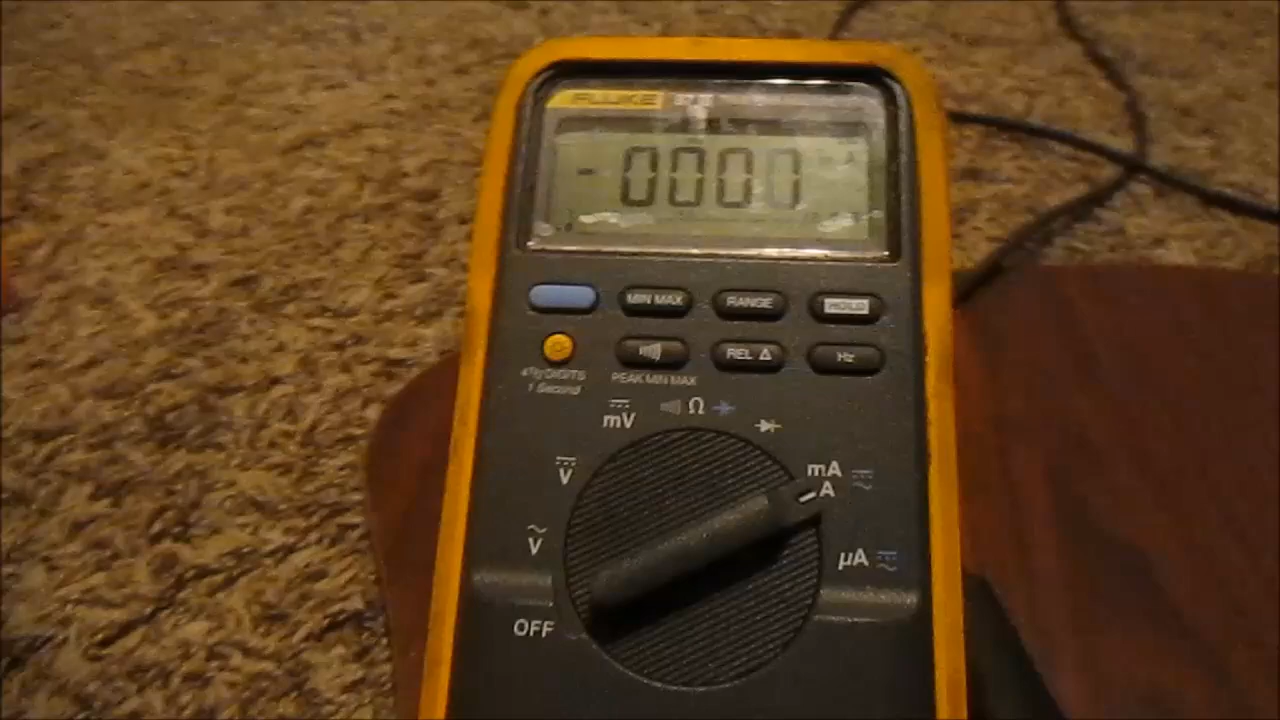 FLUKE
- 0000
MIN MAX
RANGE
HOLD
REL Δ
Hz
4½ DIGITS
1 Second
PEAK MIN MAX
mV
Ω
V
mA
A
V
µA
OFF